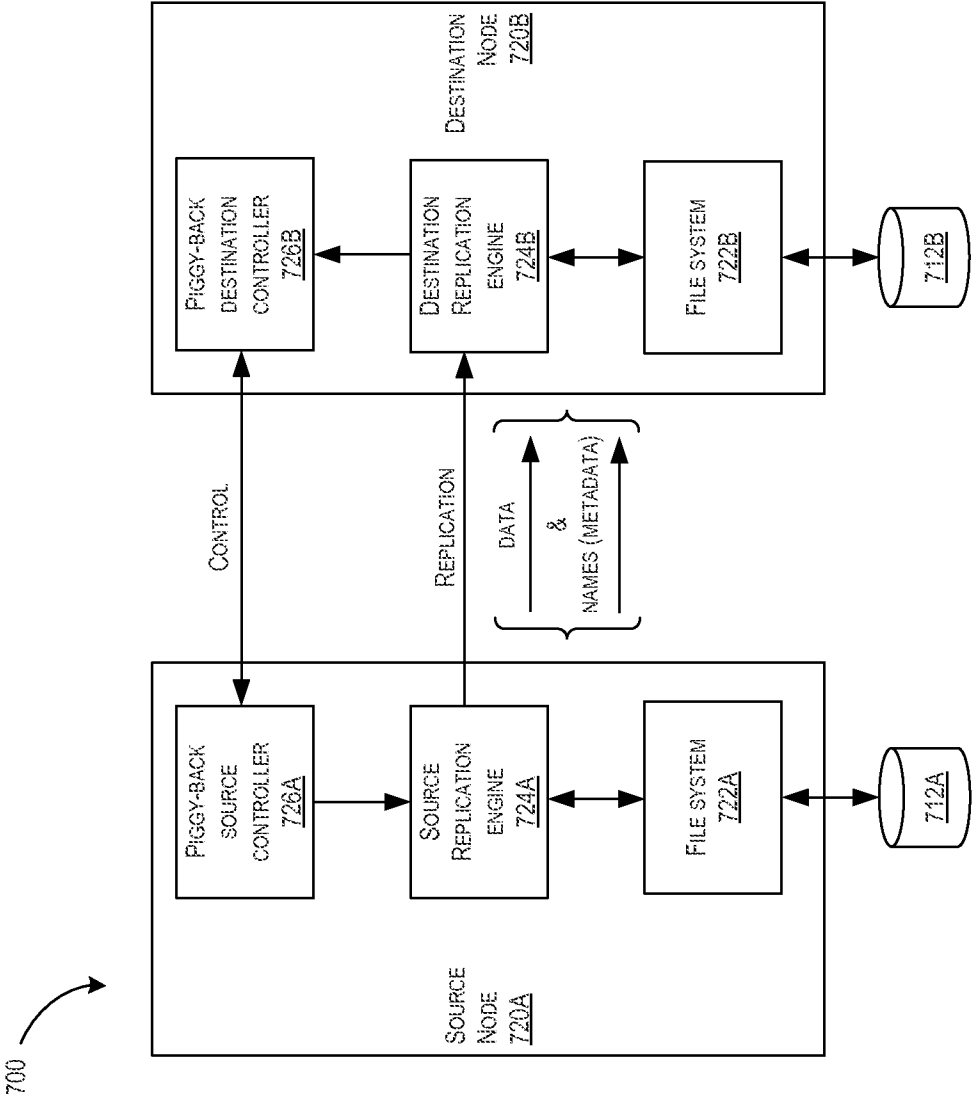 700
SOURCE
NODE
720A
PIGGY-BACK
SOURCE
CONTROLLER
726A
SOURCE
REPLICATION
ENGINE
724A
FILE SYSTEM
722A
712A
CONTROL
REPLICATION
DATA
&
NAMES (METADATA)
PIGGY-BACK
DESTINATION
CONTROLLER
726B
DESTINATION
REPLICATION
ENGINE
724B
FILE SYSTEM
722B
712B
DESTINATION
NODE
720B